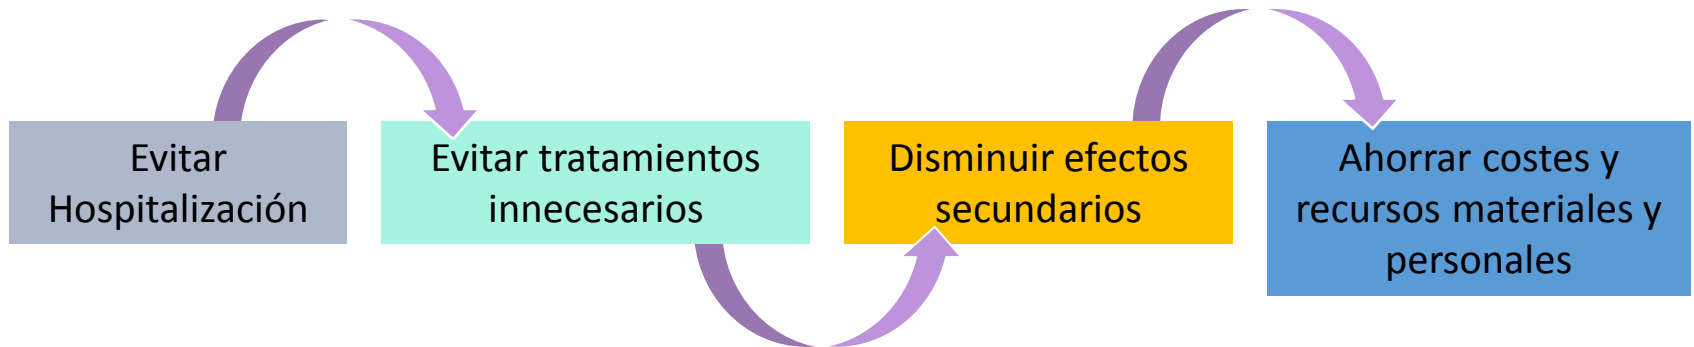 Evitar
Hospitalización
Evitar tratamientos
innecesarios
Disminuir efectos
secundarios
Ahorrar costes y
recursos materiales y
personales